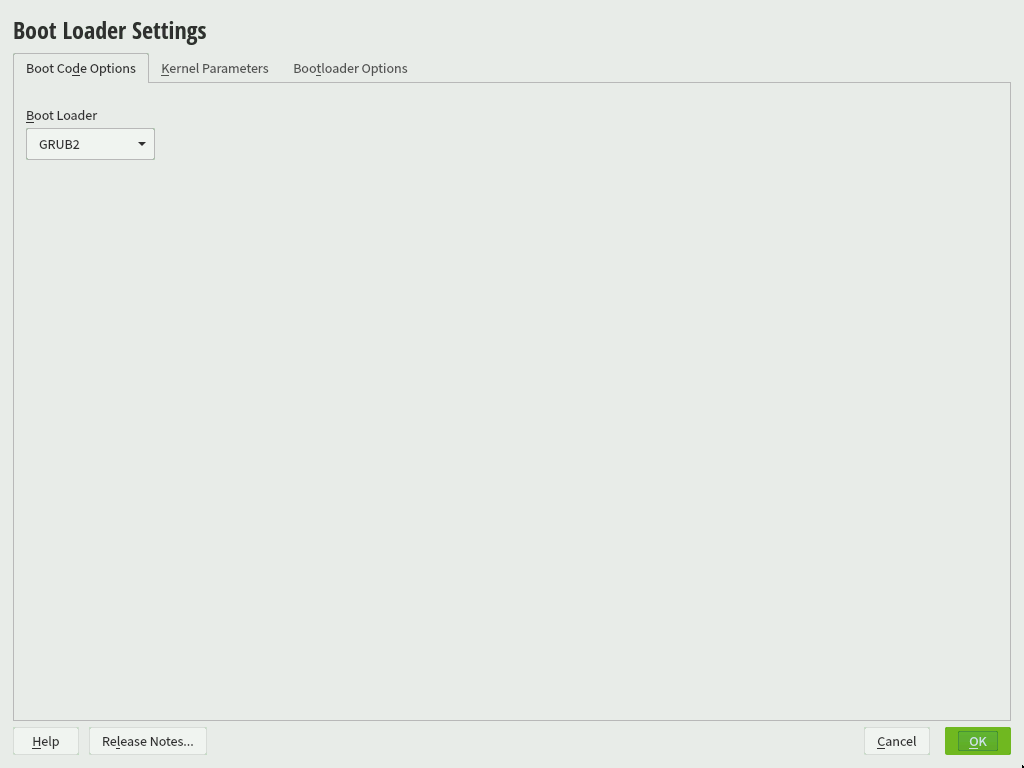 Boot Loader Settings
Boot Code Options Kernel Parameters Bootloader Options
Boot Loader
GRUB2
Help Release Notes... Cancel OK